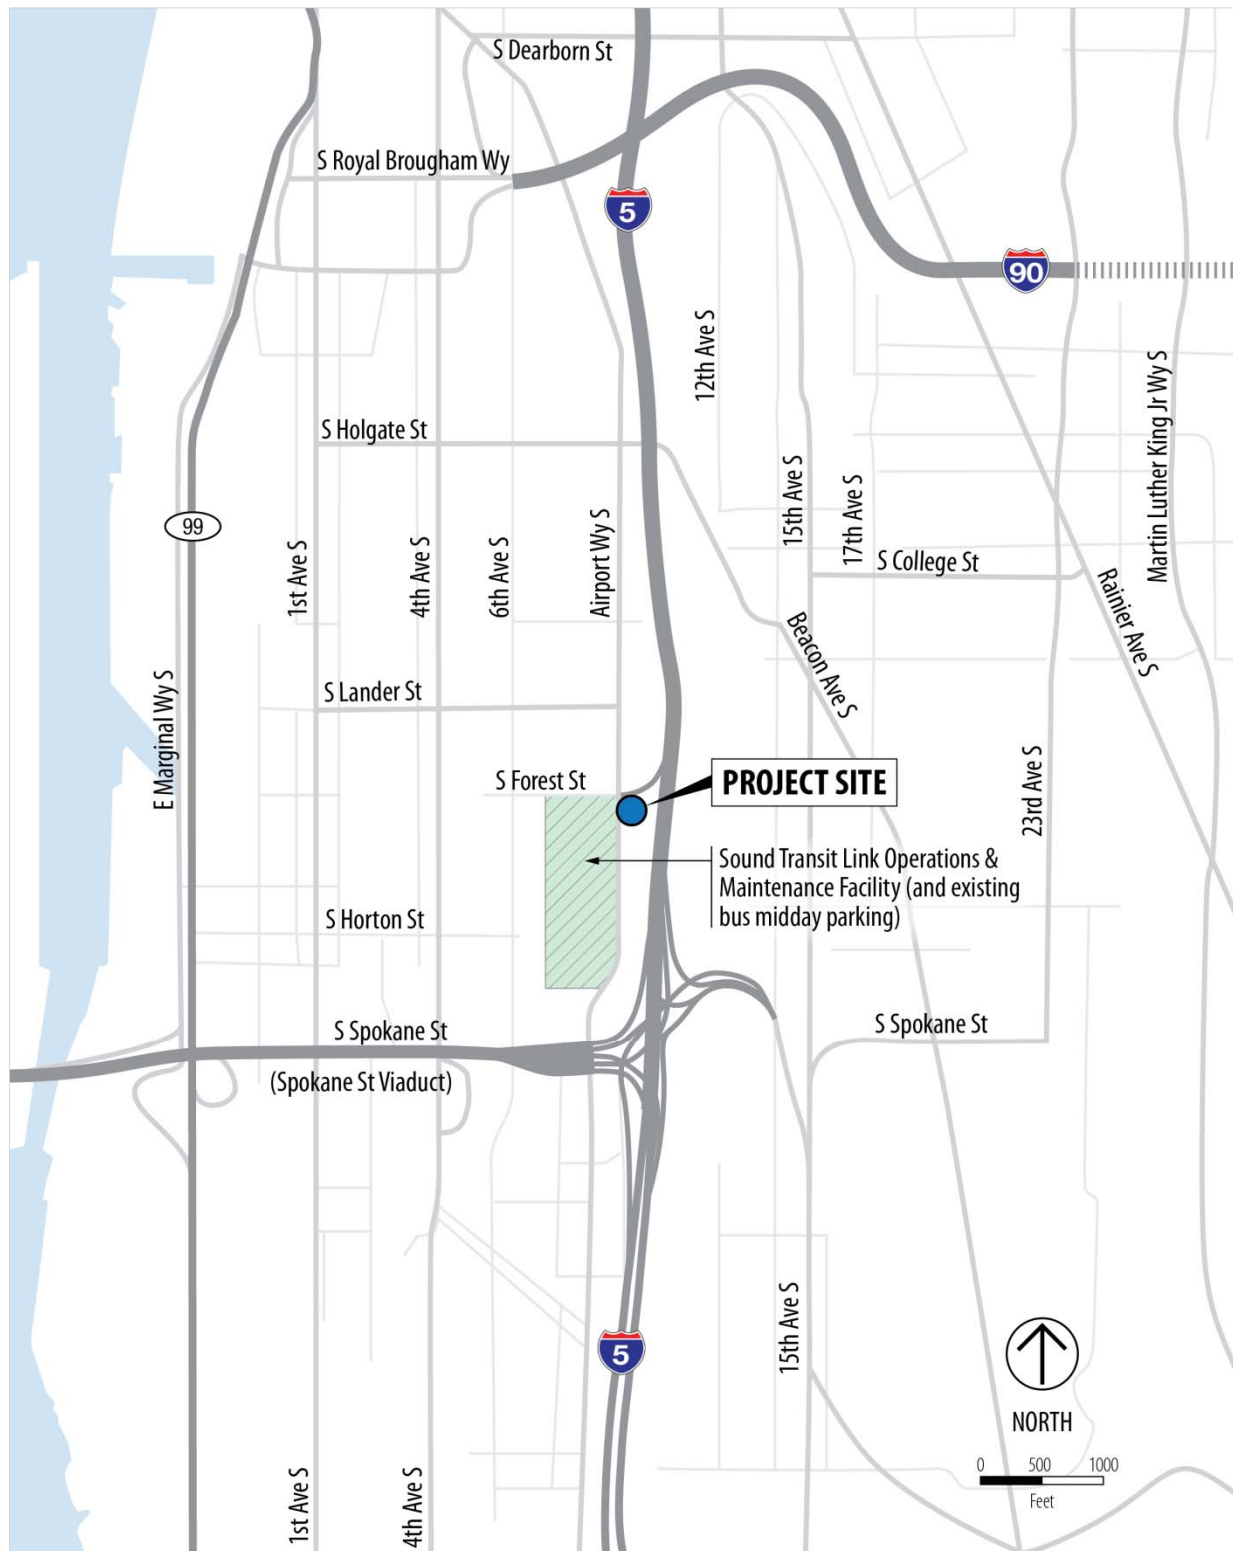 S Dearborn St
S Royal Brougham Wy
5
90
12th Ave S
Martin Luther King Jr Wy S
S Holgate St
15th Ave S
17th Ave S
99
1st Ave S
4th Ave S
6th Ave S
Airport Wy S
S College St
Rainier Ave S
Beacon Ave S
E Marginal Wy S
S Lander St
S Forest St
PROJECT SITE
23rd Ave S
Sound Transit Link Operations &
Maintenance Facility (and existing
bus midday parking)
S Horton St
S Spokane St
(Spokane St Viaduct)
S Spokane St
15th Ave S
5
NORTH
0 500 1000
Feet
1st Ave S
4th Ave S